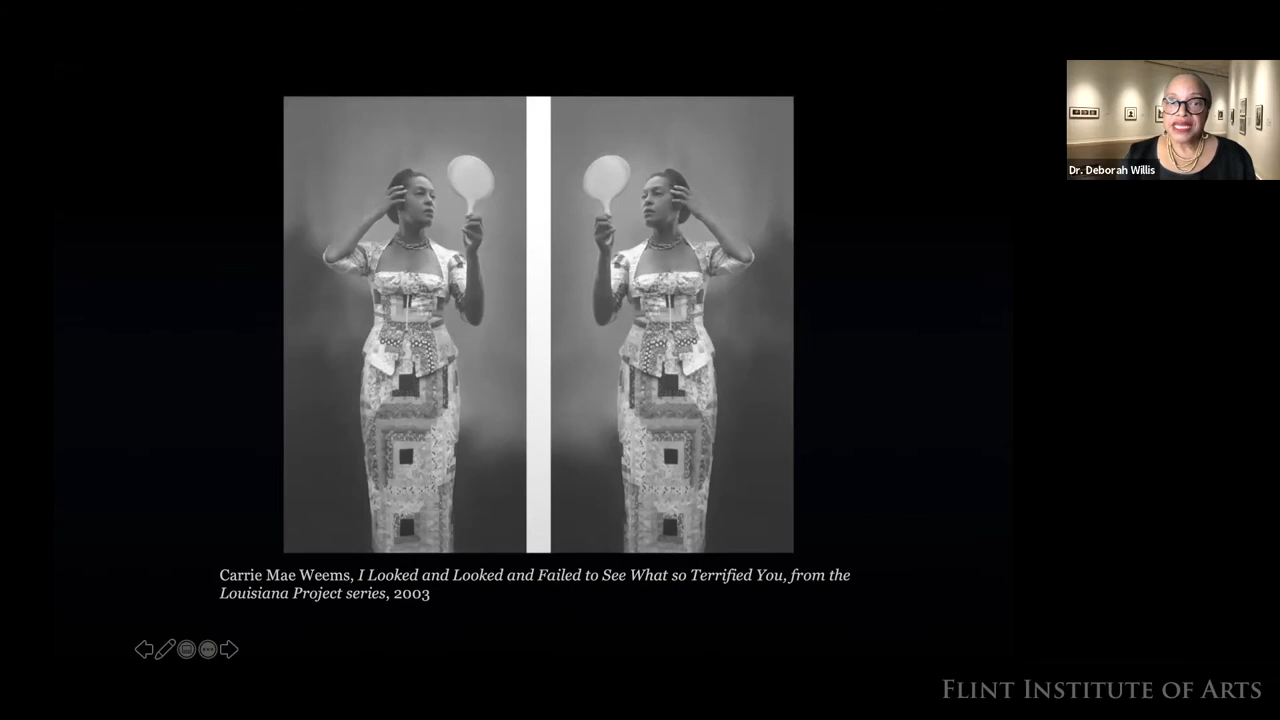 Dr. Deborah Willis
Carrie Mae Weems, I Looked and Looked and Failed to See What so Terrified You, from the
Louisiana Project series, 2003
FLINT INSTITUTE OF ARTS